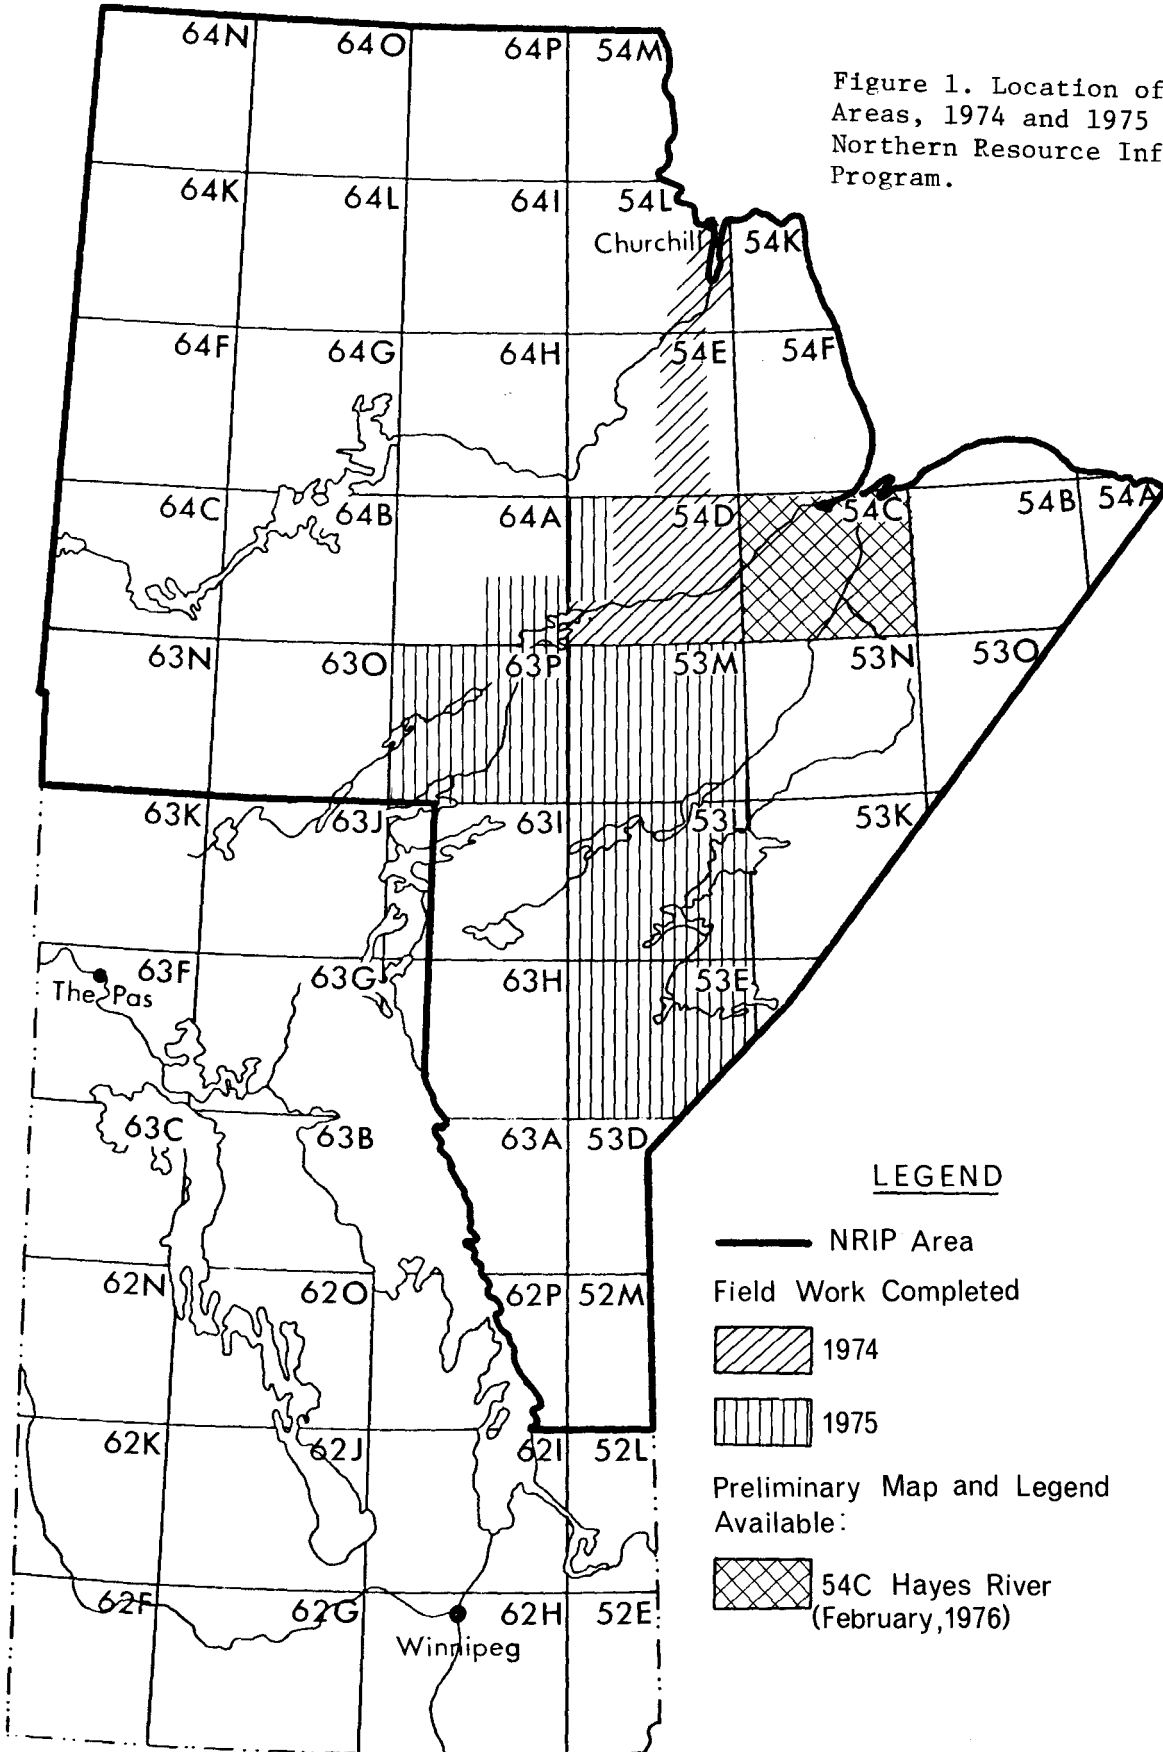 64N 64O 64P 54M
Figure 1. Location of
Areas, 1974 and 1975
Northern Resource Inf
Program.
64K 64L 64I 54L
Churchill 54K
64F 64G 64H 54E 54F
64C 64B 64A 54D 54C 54B 54A
63N 63O 63P 53M 53N 53O
63K 63J 63I 53L 53K
63F 63G 63H 53E
The Pas
63C 63B 63A 53D
LEGEND
NRIP Area
Field Work Completed
1974
1975
Preliminary Map and Legend
Available:
54C Hayes River
(February, 1976)
62N 62O 62P 52M
62K 62J 62I 52L
62F 62G 62H 52E
Winnipeg